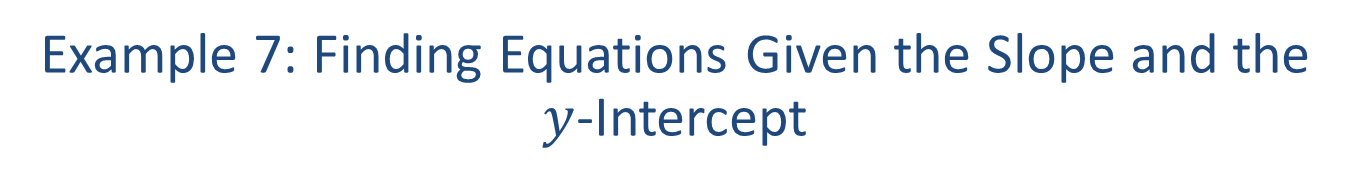 Example 7: Finding Equations Given the Slope and the
y-Intercept